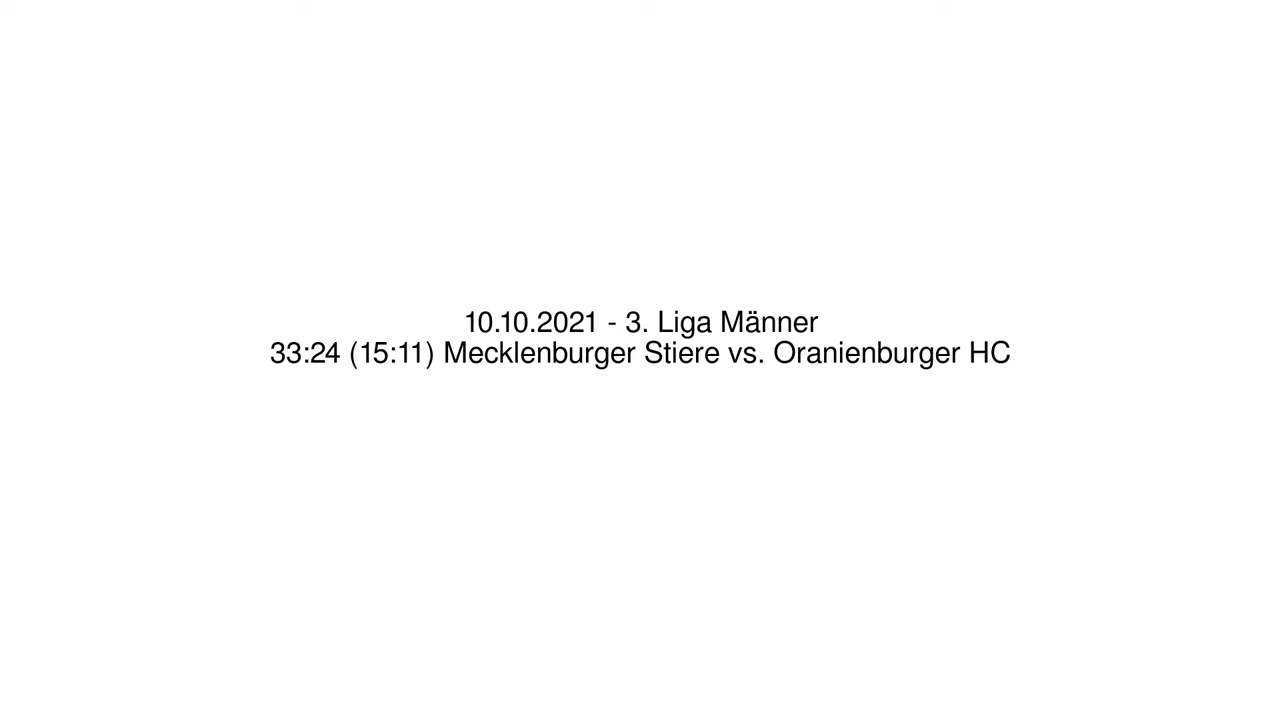 10.10.2021 - 3. Liga Männer
33:24 (15:11) Mecklenburger Stiere vs. Oranienburger HC